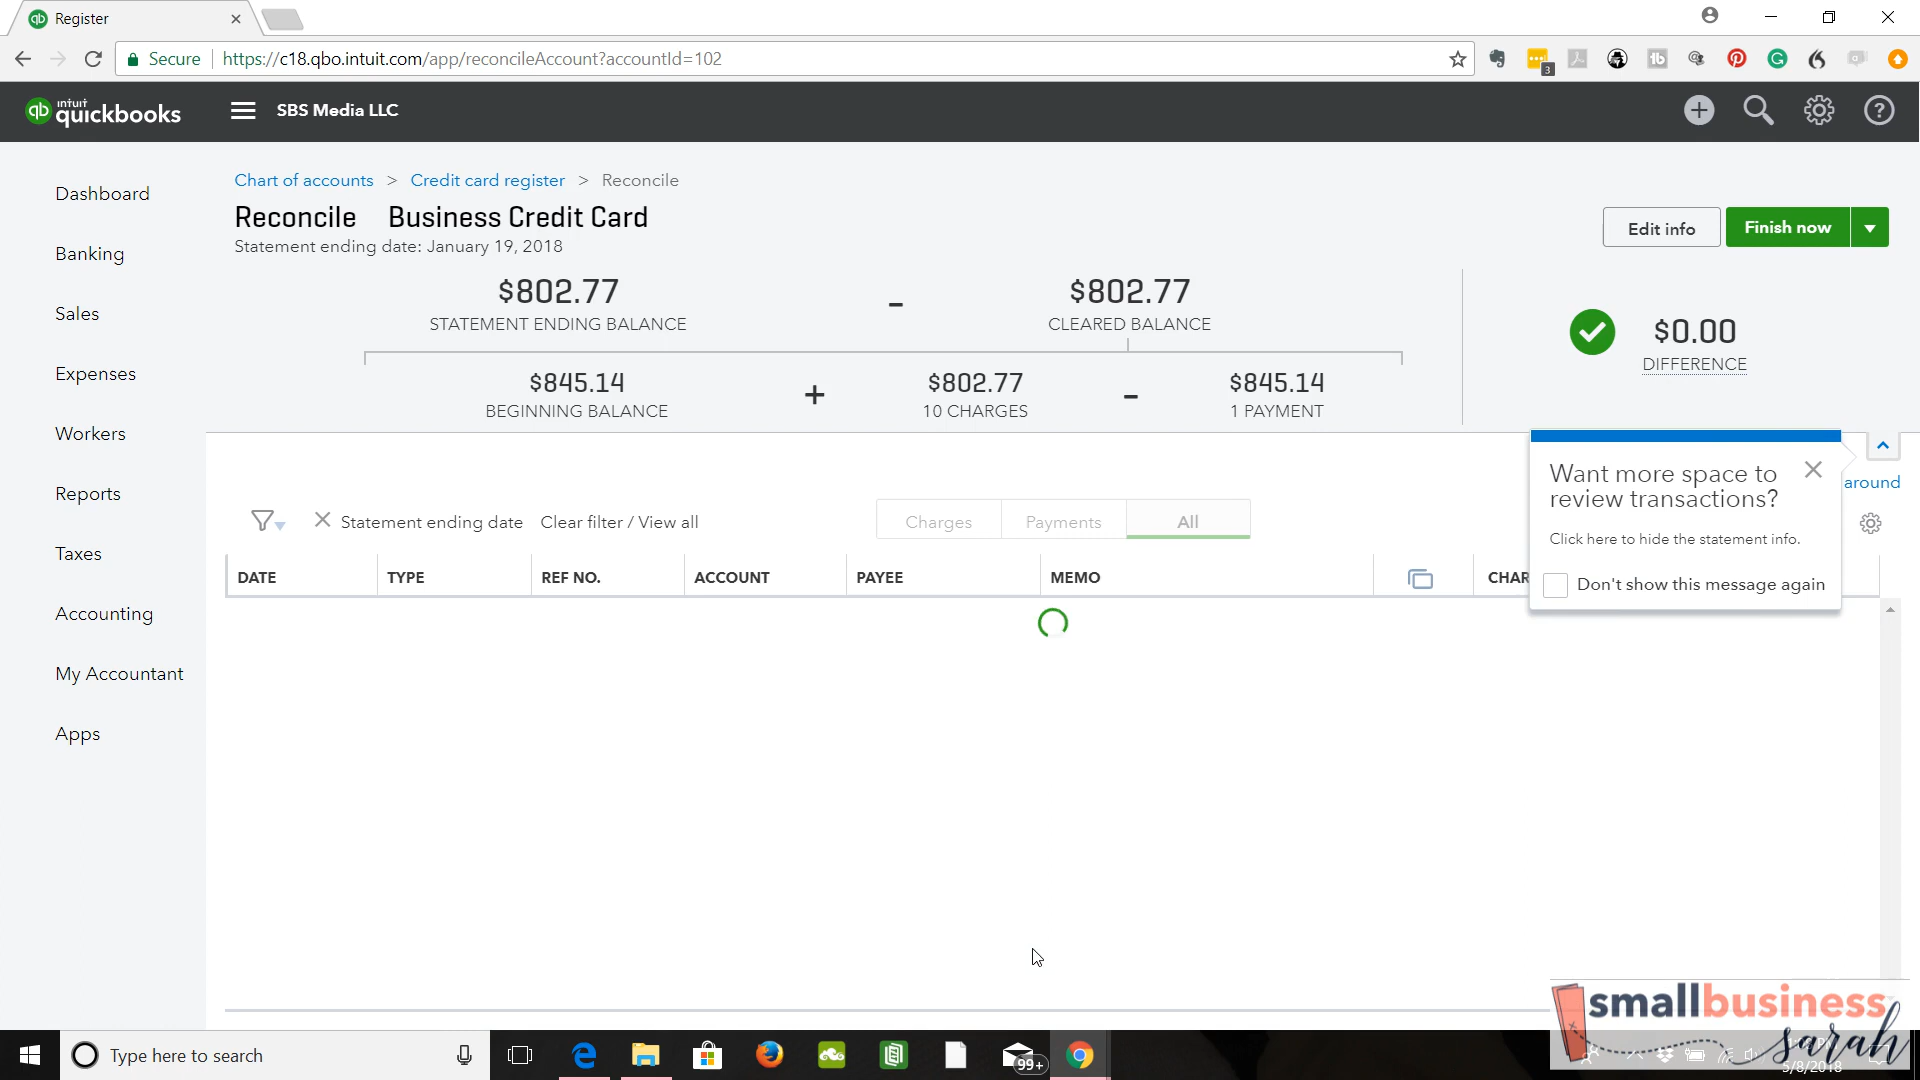 Register
Secure
https://c18.qbo.intuit.com/app/reconcileAccount?accountId=102
3
intuit
quickbooks
SBS Media LLC
Dashboard
Banking
Sales
Expenses
Workers
Reports
Taxes
Accounting
My Accountant
Apps
Chart of accounts > Credit card register > Reconcile
Reconcile Business Credit Card
Statement ending date: January 19, 2018
Edit info
Finish now
$802.77
STATEMENT ENDING BALANCE
-
$802.77
CLEARED BALANCE
$845.14
BEGINNING BALANCE
+
$802.77
10 CHARGES
-
$845.14
1 PAYMENT
$0.00
DIFFERENCE
Want more space to
review transactions?
Click here to hide the statement info.
Don't show this message again
around
Statement ending date Clear filter / View all
Charges Payments All
DATE TYPE REF NO. ACCOUNT PAYEE MEMO CHAR
Type here to search
99+
smallbusiness
sarah
5/8/2018